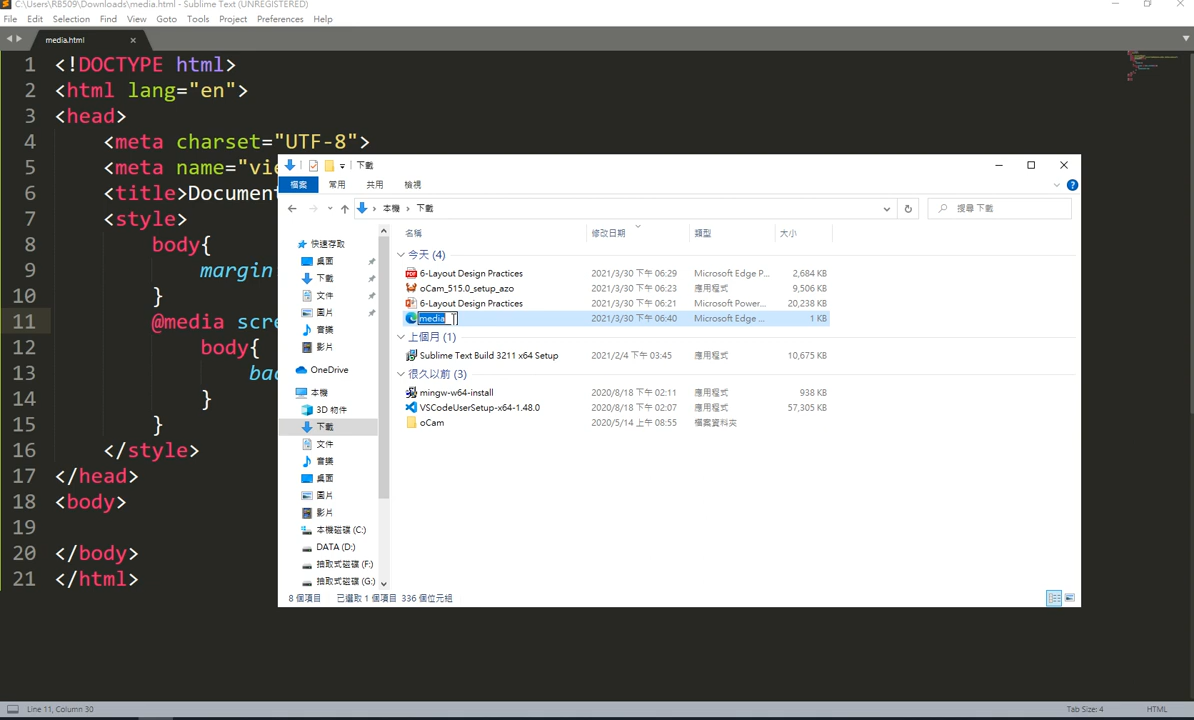 C:\Users\RB509\Downloads\media.html - Sublime Text (UNREGISTERED)
File Edit Selection Find View Goto Tools Project Preferences Help
media.html
1 <!DOCTYPE html>
2 <html lang="en">
3 <head>
4 <meta charset="UTF-8">
5 <meta name="vie
6 <title>Document
7 <style>
8 body{
9 margin
10 }
11 @media scre
12 body{
13 bac
14 }
15 }
16 </style>
17 </head>
18 <body>
19
20 </body>
21 </html>
下載
檔案 常用 共用 檢視
本機 下載 搜尋 下載
名稱 修改日期 類型 大小
快速存取
桌面
下載
文件
圖片
音樂
影片
OneDrive
本機
3D 物件
下載
文件
音樂
桌面
圖片
影片
本機磁碟 (C:)
DATA (D:)
抽取式磁碟 (F:)
抽取式磁碟 (G:)
今天 (4)
6-Layout Design Practices 2021/3/30 下午 06:29 Microsoft Edge P... 2,684 KB
oCam_515.0_setup_azo 2021/3/30 下午 06:23 應用程式 9,506 KB
6-Layout Design Practices 2021/3/30 下午 06:21 Microsoft Power... 20,238 KB
media 2021/3/30 下午 06:40 Microsoft Edge ... 1 KB
上個月 (1)
Sublime Text Build 3211 x64 Setup 2021/2/4 下午 03:45 應用程式 10,675 KB
很久以前 (3)
mingw-w64-install 2020/8/18 下午 02:11 應用程式 938 KB
VSCodeUserSetup-x64-1.48.0 2020/8/18 下午 02:07 應用程式 57,305 KB
oCam 2020/5/14 上午 08:55 檔案資料夾
8 個項目 已選取 1 個項目 336 個位元組
Line 11, Column 30 Tab Size: 4 HTML